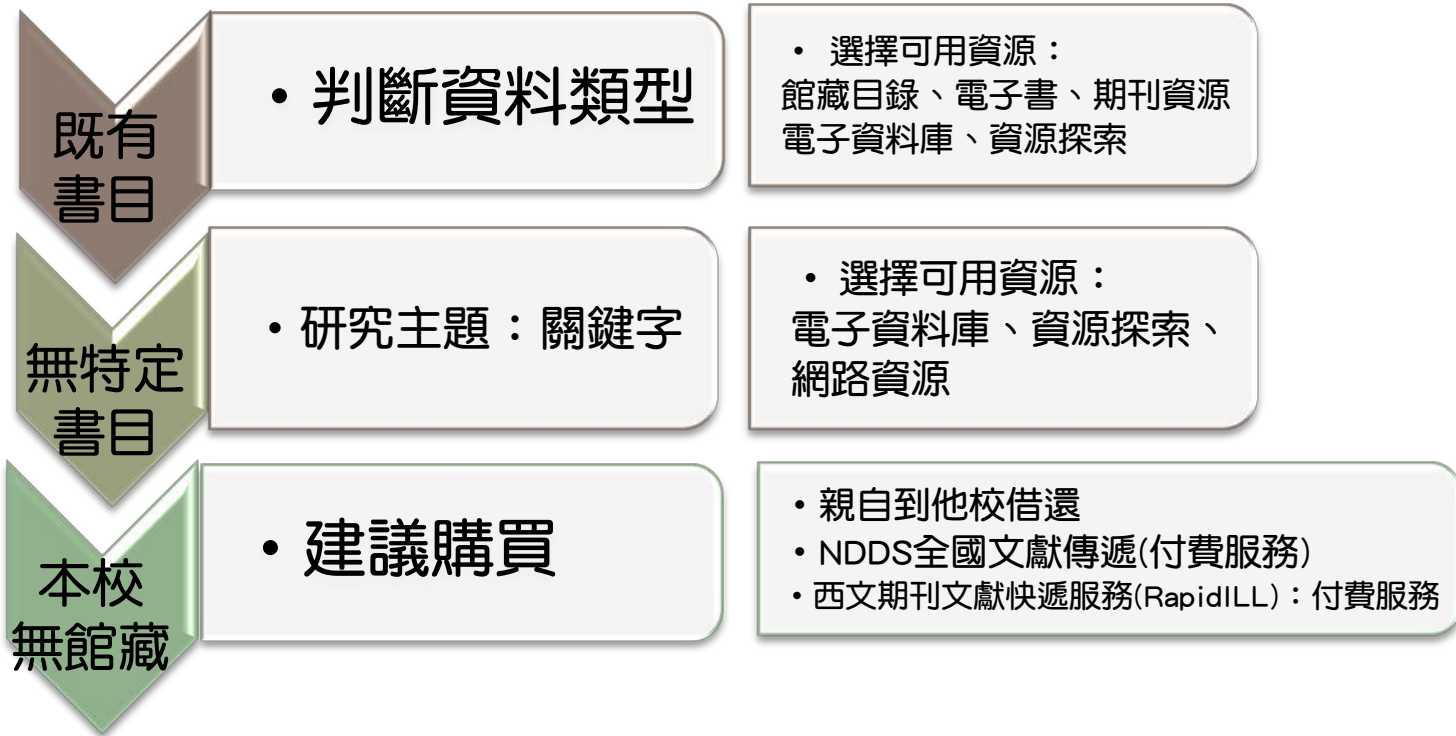 既有
書目
• 判斷資料類型
• 選擇可用資源：
館藏目錄、電子書、期刊資源
電子資料庫、資源探索
無特定
書目
• 研究主題：關鍵字
• 選擇可用資源：
電子資料庫、資源探索、
網路資源
本校
無館藏
• 建議購買
• 親自到他校借還
• NDDS全國文獻傳遞(付費服務)
• 西文期刊文獻快遞服務(RapidILL)：付費服務